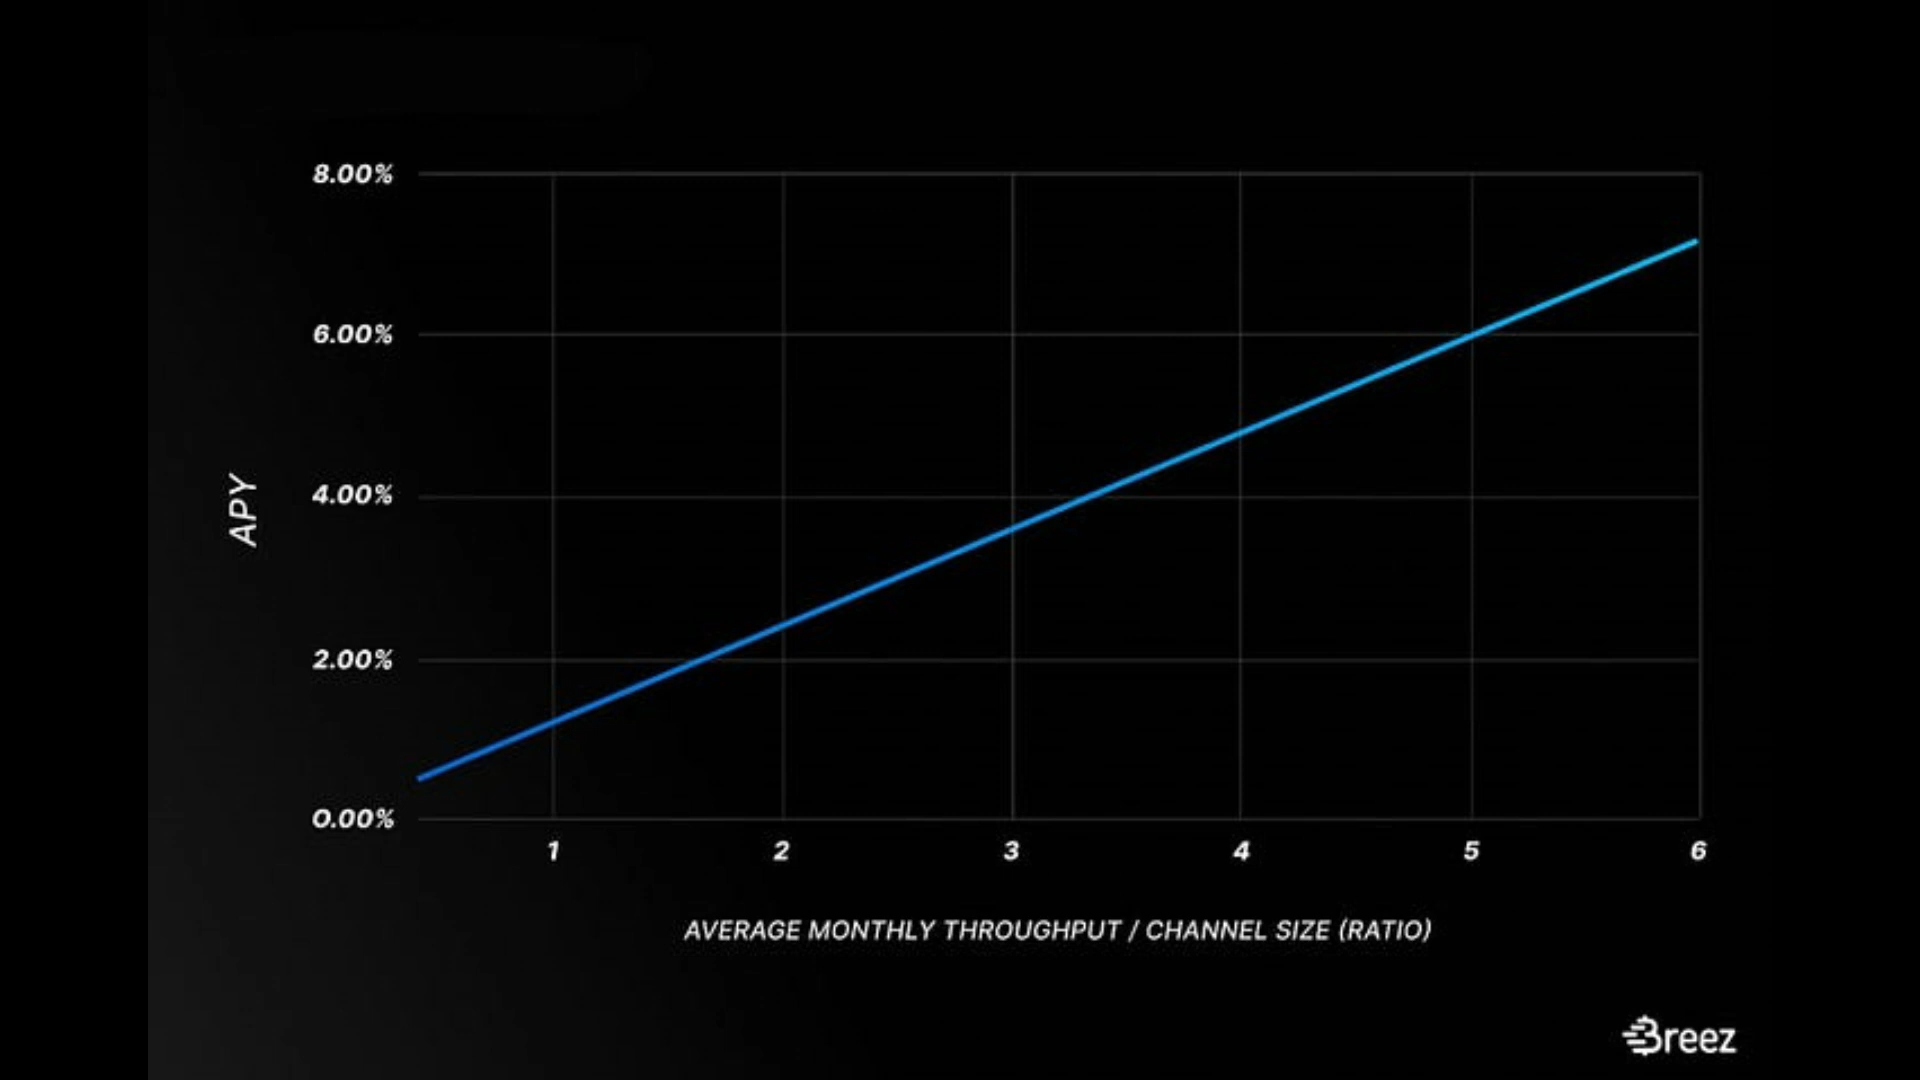 8.00%
6.00%
4.00%
2.00%
0.00%
APY
1 2 3 4 5 6
AVERAGE MONTHLY THROUGHPUT / CHANNEL SIZE (RATIO)
Breez